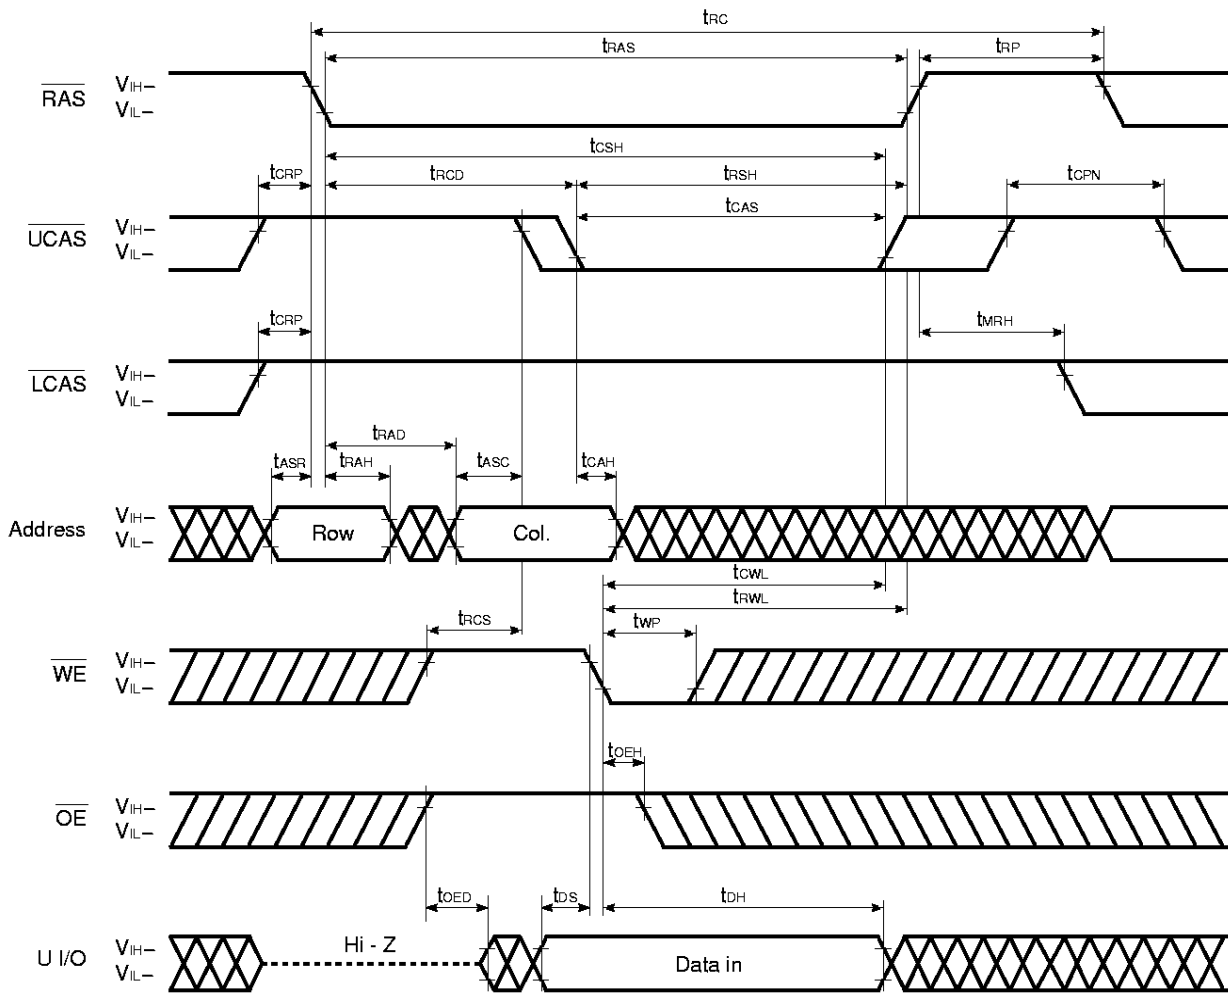 tRC
tRAS
tRP
RAS
VIH–
VIL–
tCSH
tCRP
tRCD
tRSH
tCPN
tCAS
UCAS
VIH–
VIL–
tCRP
tMRH
LCAS
VIH–
VIL–
tRAD
tASR
tRAH
tASC
tCAH
Address
VIH–
VIL–
Row
Col.
tCWL
tRWL
tRCS
tWP
WE
VIH–
VIL–
tOEH
OE
VIH–
VIL–
tOED
tDS
tDH
U I/O
VIH–
VIL–
Hi - Z
Data in